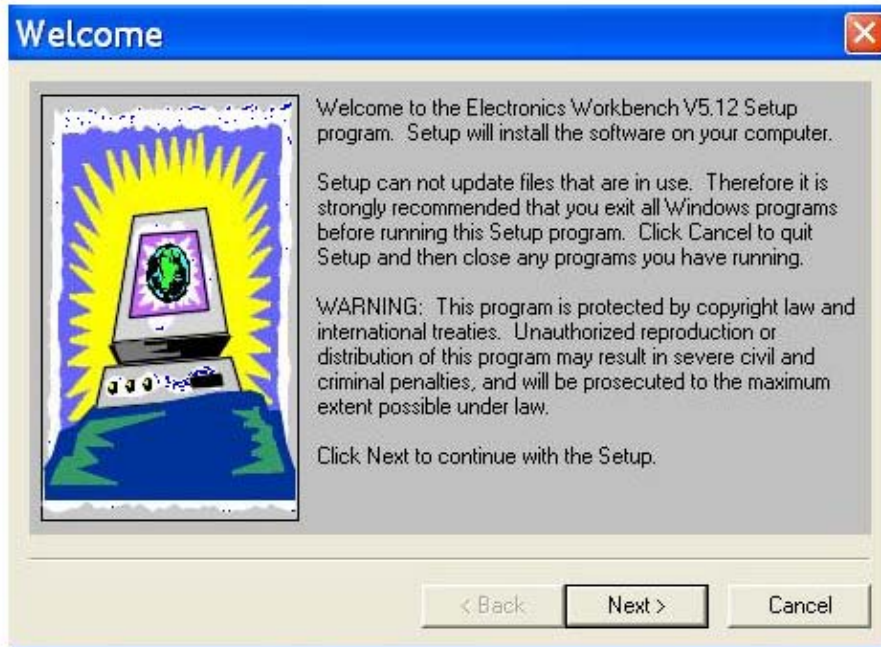 Welcome
Welcome to the Electronics Workbench V5.12 Setup
program. Setup will install the software on your computer.
Setup can not update files that are in use. Therefore it is
strongly recommended that you exit all Windows programs
before running this Setup program. Click Cancel to quit
Setup and then close any programs you have running.
WARNING: This program is protected by copyright law and
international treaties. Unauthorized reproduction or
distribution of this program may result in severe civil and
criminal penalties, and will be prosecuted to the maximum
extent possible under law.
Click Next to continue with the Setup.
< Back
Next >
Cancel